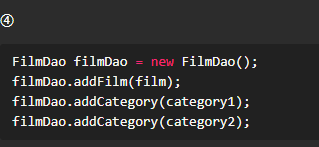 ④
FilmDao filmDao = new FilmDao();
filmDao.addFilm(film);
filmDao.addCategory(category1);
filmDao.addCategory(category2);